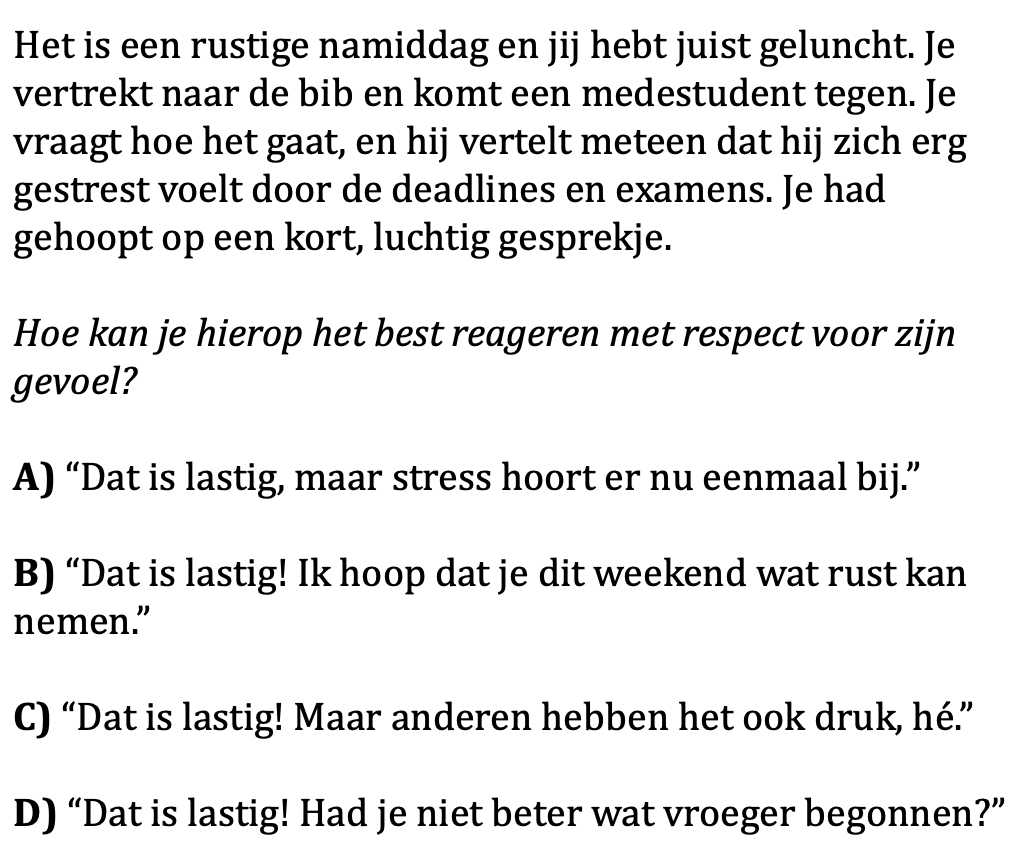 Het is een rustige namiddag en jij hebt juist geluncht. Je
vertrekt naar de bib en komt een medestudent tegen. Je
vraagt hoe het gaat, en hij vertelt meteen dat hij zich erg
gestrest voelt door de deadlines en examens. Je had
gehoopt op een kort, luchtig gesprekje.
Hoe kan je hierop het best reageren met respect voor zijn
gevoel?
A) “Dat is lastig, maar stress hoort er nu eenmaal bij.”
B) “Dat is lastig! Ik hoop dat je dit weekend wat rust kan
nemen.”
C) “Dat is lastig! Maar anderen hebben het ook druk, hé.”
D) “Dat is lastig! Had je niet beter wat vroeger begonnen?”